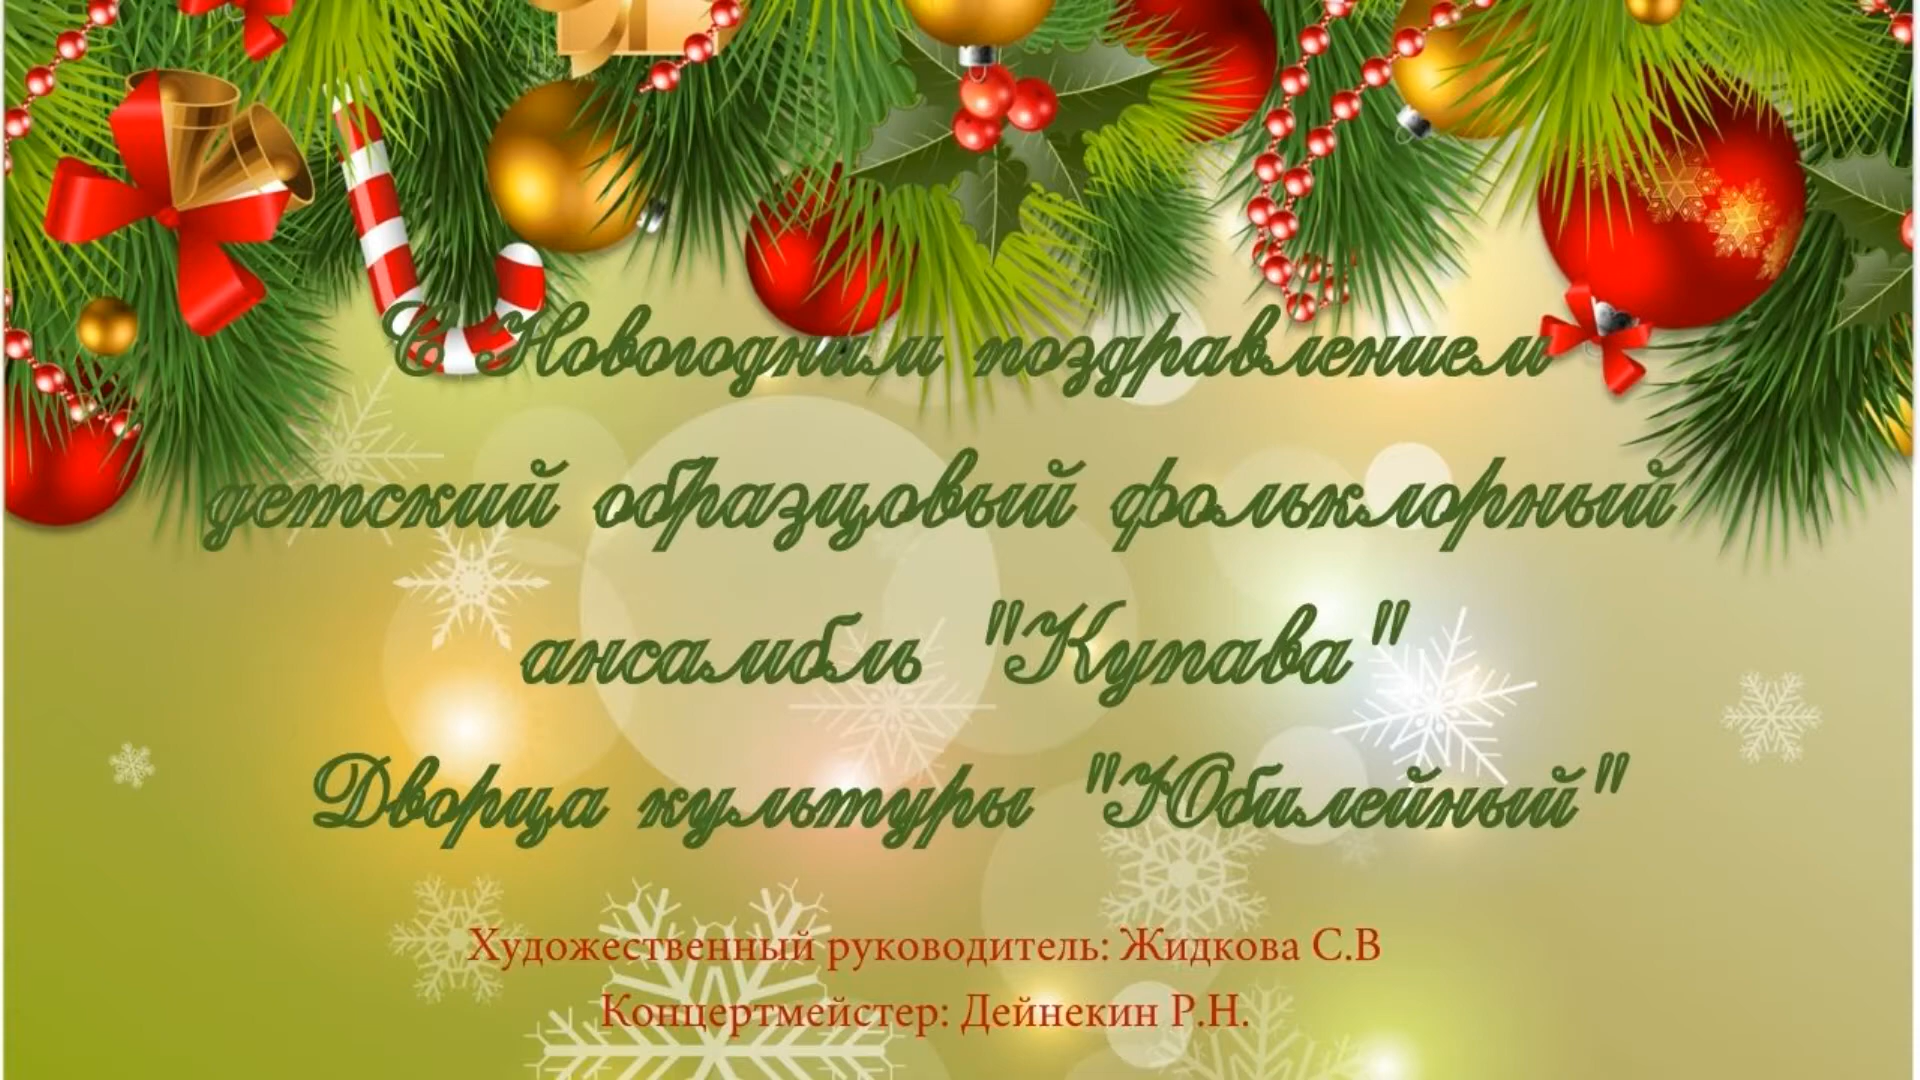 С Новогодним поздравлением
детский образцовый фольклорный
ансамбль "Купава"
Дворца культуры "Юбилейный"
Художественный руководитель: Жидкова С.В
Концертмейстер: Дейнекин Р.Н.